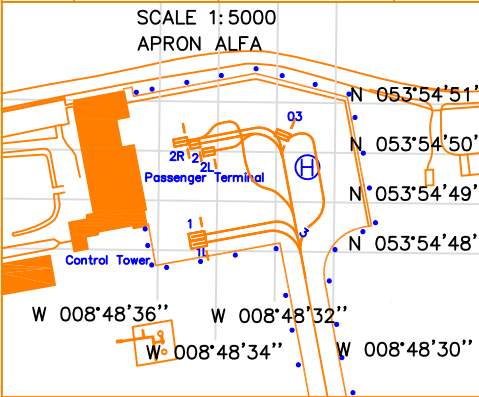 SCALE 1:5000
APRON ALFA
N 053°54'51''
03
N 053°54'50''
2R 2
2L
Passenger Terminal
H
N 053°54'49''
1
3
N 053°54'48''
1L
Control Tower
W 008°48'36''
W 008°48'32''
W 008°48'34''
W 008°48'30''